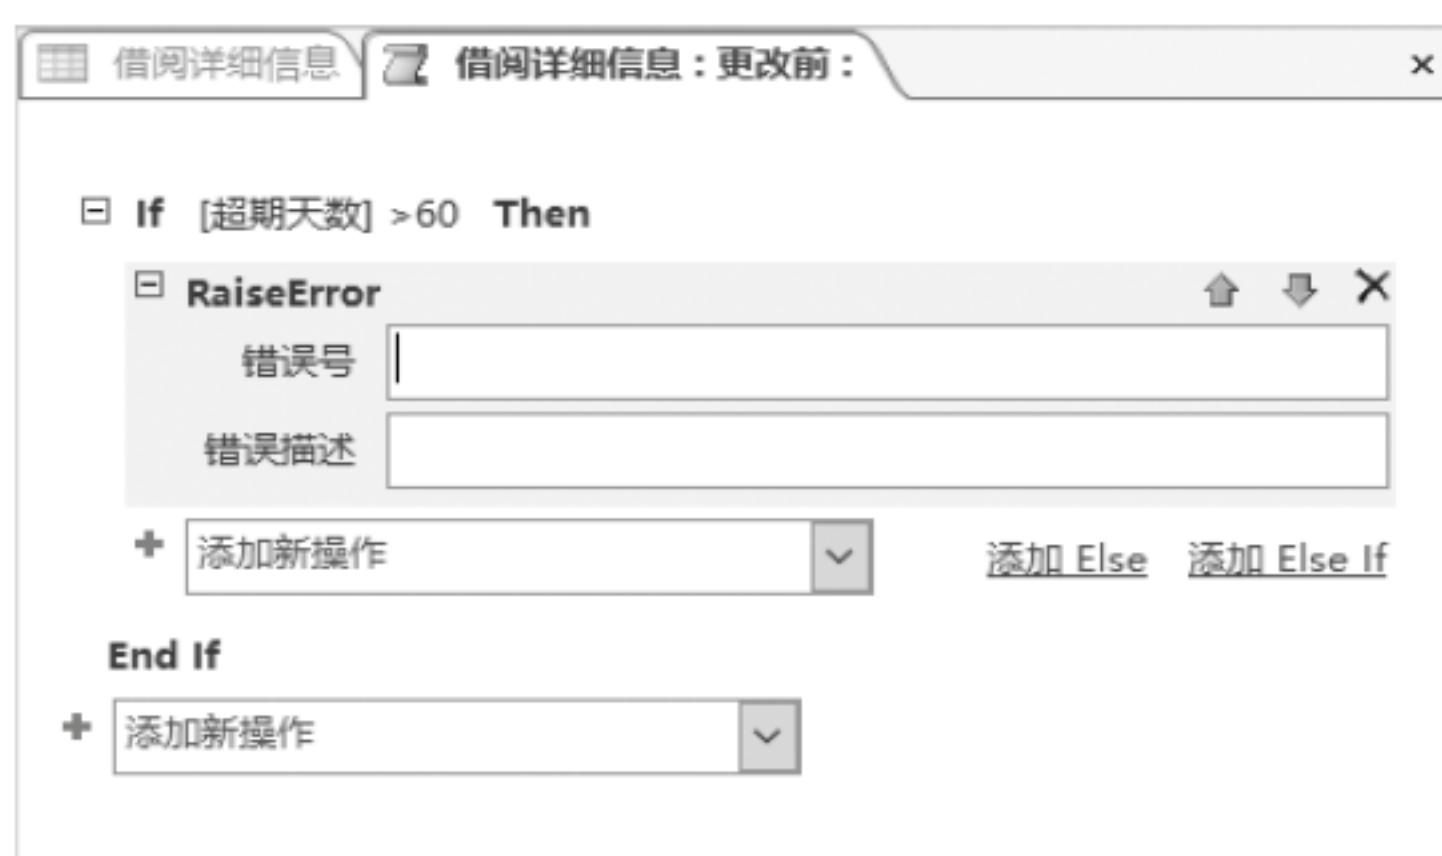 借阅详细信息 借阅详细信息：更改前：
If [超期天数] >60 Then
RaiseError
错误号
错误描述
添加新操作 添加 Else 添加 Else If
End If
添加新操作